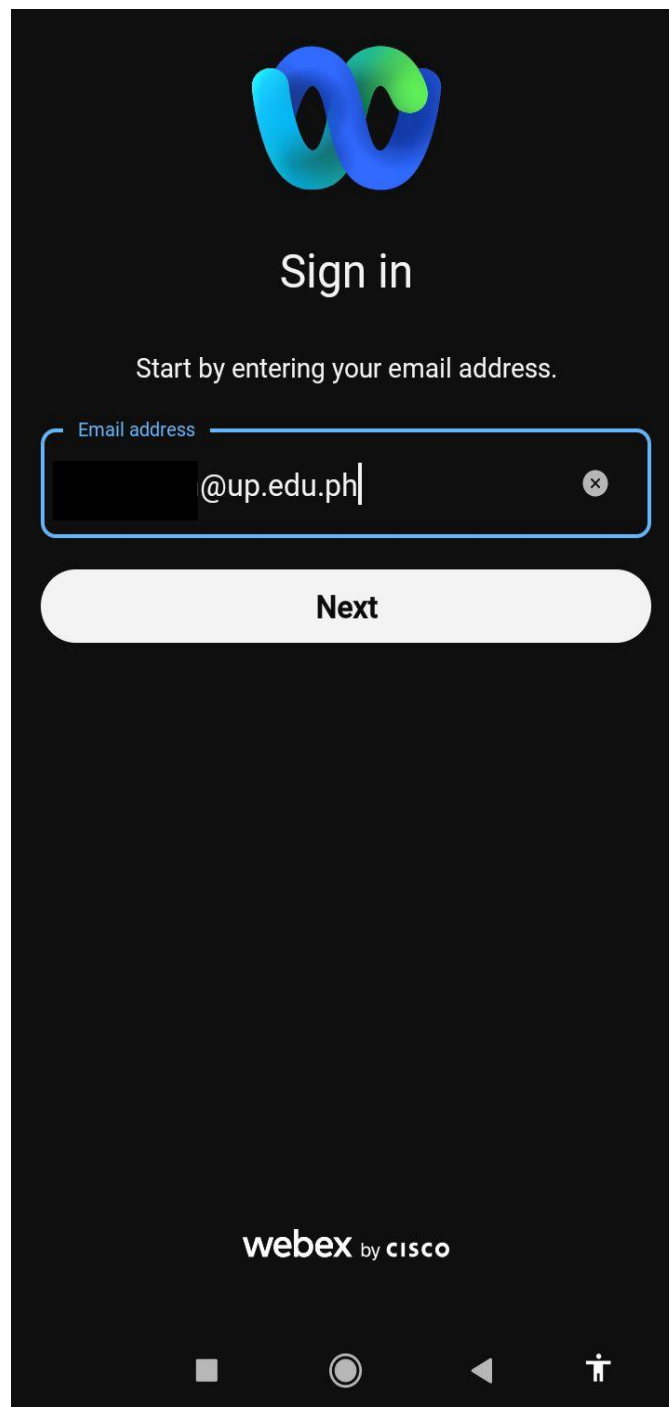 Sign in
Start by entering your email address.
Email address
@up.edu.ph
Next
webex by CISCO